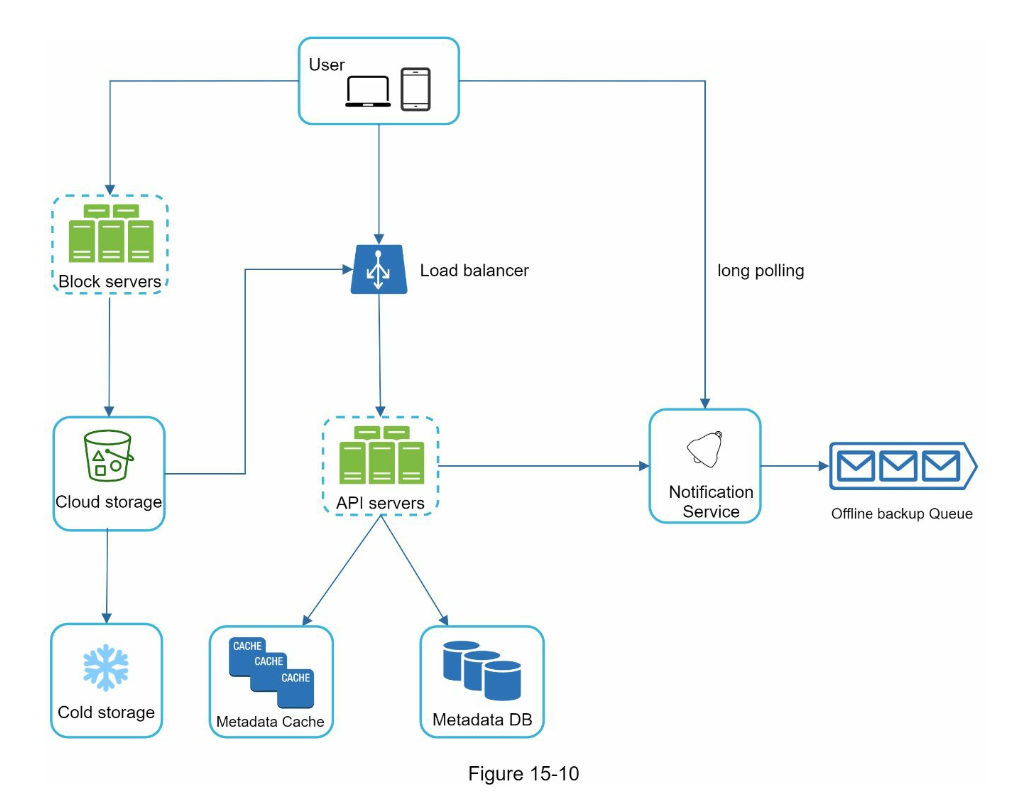 User
Block servers
Load balancer
long polling
Cloud storage
API servers
Notification
Service
Offline backup Queue
Cold storage
CACHE
CACHE
CACHE
Metadata Cache
Metadata DB
Figure 15-10